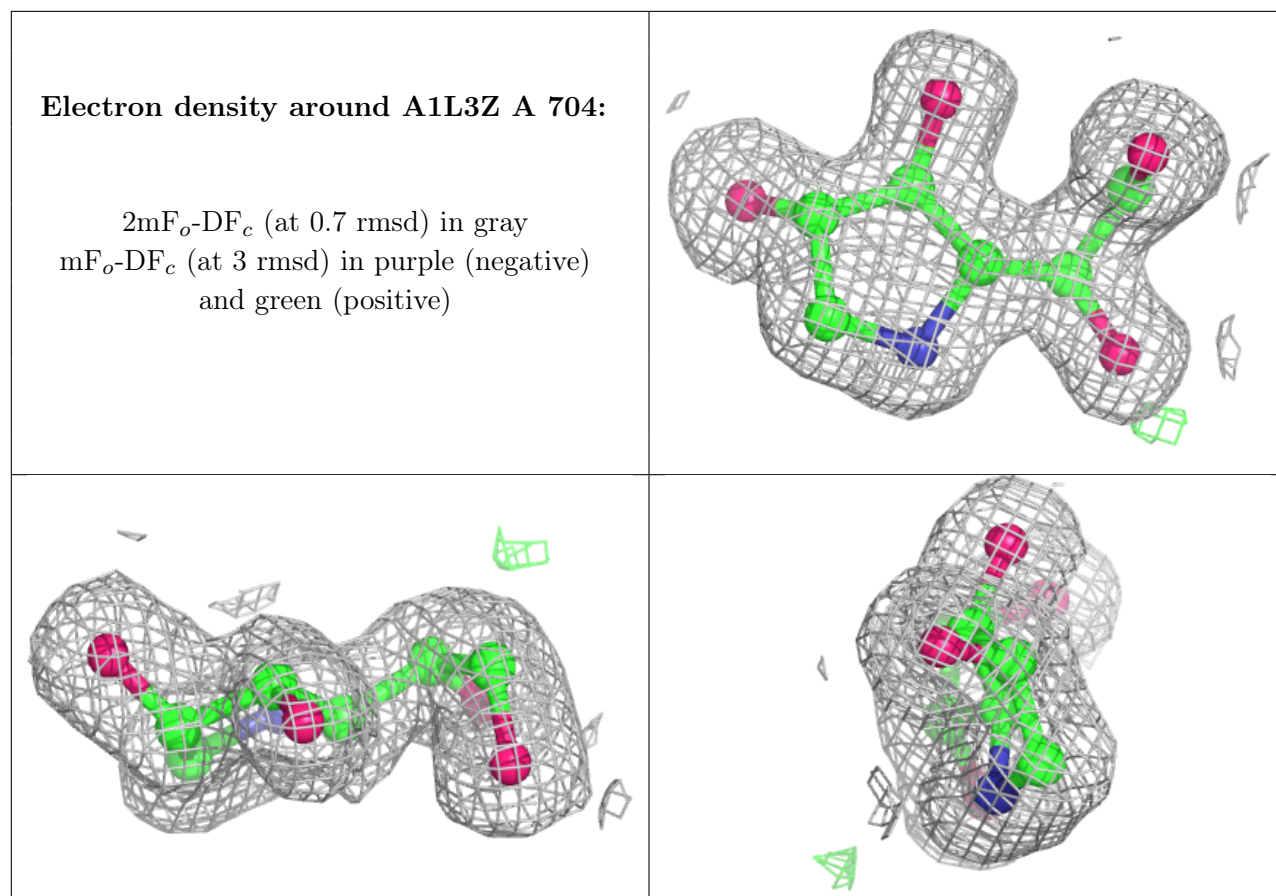 Electron density around A1L3Z A 704:
2mFₒ-DF𝒸 (at 0.7 rmsd) in gray
mFₒ-DF𝒸 (at 3 rmsd) in purple (negative)
and green (positive)